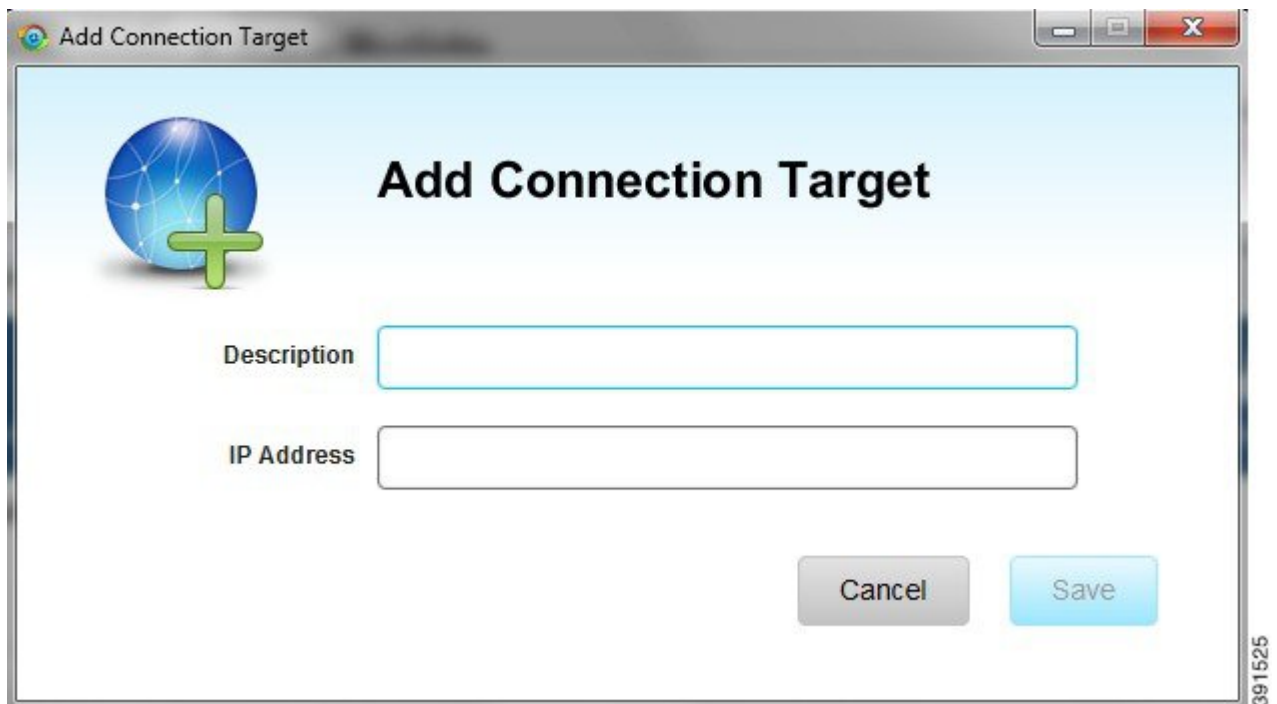 Add Connection Target
Add Connection Target
Description
IP Address
Cancel
Save
391525